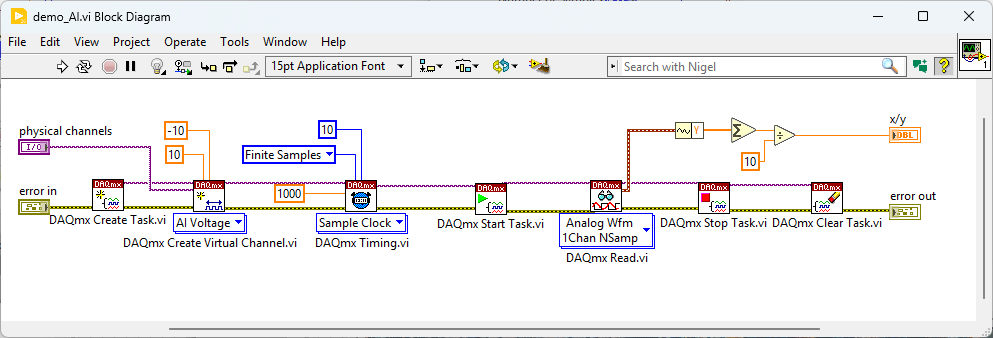 demo_AI.vi Block Diagram
File Edit View Project Operate Tools Window Help
15pt Application Font
Search with Nigel
1
physical channels
I/O
-10
10
10
Finite Samples
Y
Σ
÷
10
x/y
DBL
error in
error out
DAQmx
DAQmx
1000
DAQmx
DAQmx
DAQmx
DAQmx
DAQmx
DAQmx Create Task.vi
AI Voltage
DAQmx Create Virtual Channel.vi
Sample Clock
DAQmx Timing.vi
DAQmx Start Task.vi
Analog Wfm
1Chan NSamp
DAQmx Read.vi
DAQmx Stop Task.vi
DAQmx Clear Task.vi